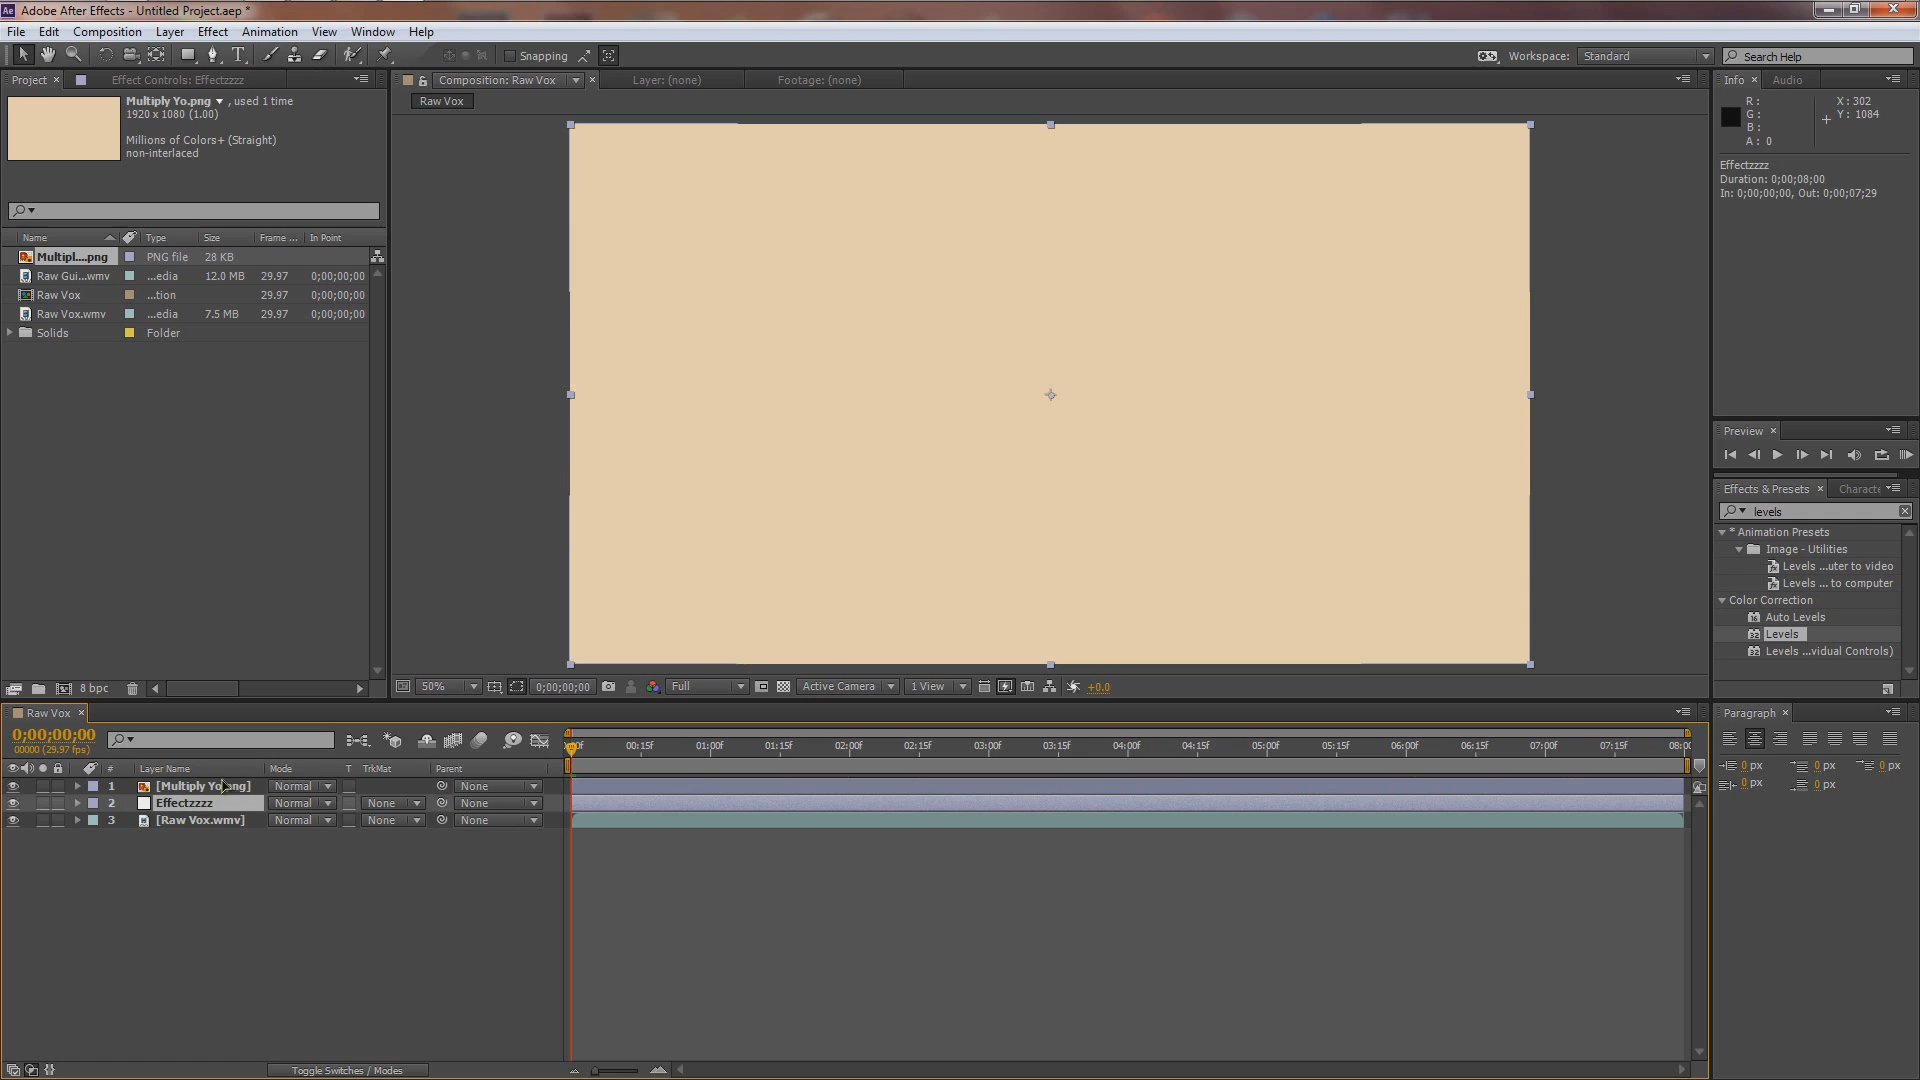 Adobe After Effects - Untitled Project.aep *
File Edit Composition Layer Effect Animation View Window Help
Snapping
Workspace: Standard
Search Help
Project
Effect Controls: Effectzzzz
Multiply Yo.png , used 1 time
1920 x 1080 (1.00)
Millions of Colors+ (Straight)
non-interlaced
Name Type Size Frame ... In Point
Multipl....png PNG file 28 KB
Raw Gui...wmv ...edia 12.0 MB 29.97 0;00;00;00
Raw Vox ...tion 29.97 0;00;00;00
Raw Vox.wmv ...edia 7.5 MB 29.97 0;00;00;00
Solids Folder
8 bpc
Composition: Raw Vox
Layer: (none)
Footage: (none)
Raw Vox
50% 0;00;00;00 Full Active Camera 1 View +0.0
Info Audio
R : X : 302
G : Y : 1084
B :
A : 0
Effectzzzz
Duration: 0;00;08;00
In: 0;00;00;00, Out: 0;00;07;29
Preview
Effects & Presets Characte
levels
* Animation Presets
Image - Utilities
Levels ...uter to video
Levels ... to computer
Color Correction
Auto Levels
Levels
Levels ...vidual Controls)
Raw Vox
0;00;00;00
00000 (29.97 fps)
00:15f 01:00f 01:15f 02:00f 02:15f 03:00f 03:15f 04:00f 04:15f 05:00f 05:15f 06:00f 06:15f 07:00f 07:15f
# Layer Name Mode T TrkMat Parent
1 [Multiply Yo.png] Normal None
2 Effectzzzz Normal None None
3 [Raw Vox.wmv] Normal None None
Toggle Switches / Modes
Paragraph
0 px 0 px 0 px
0 px 0 px